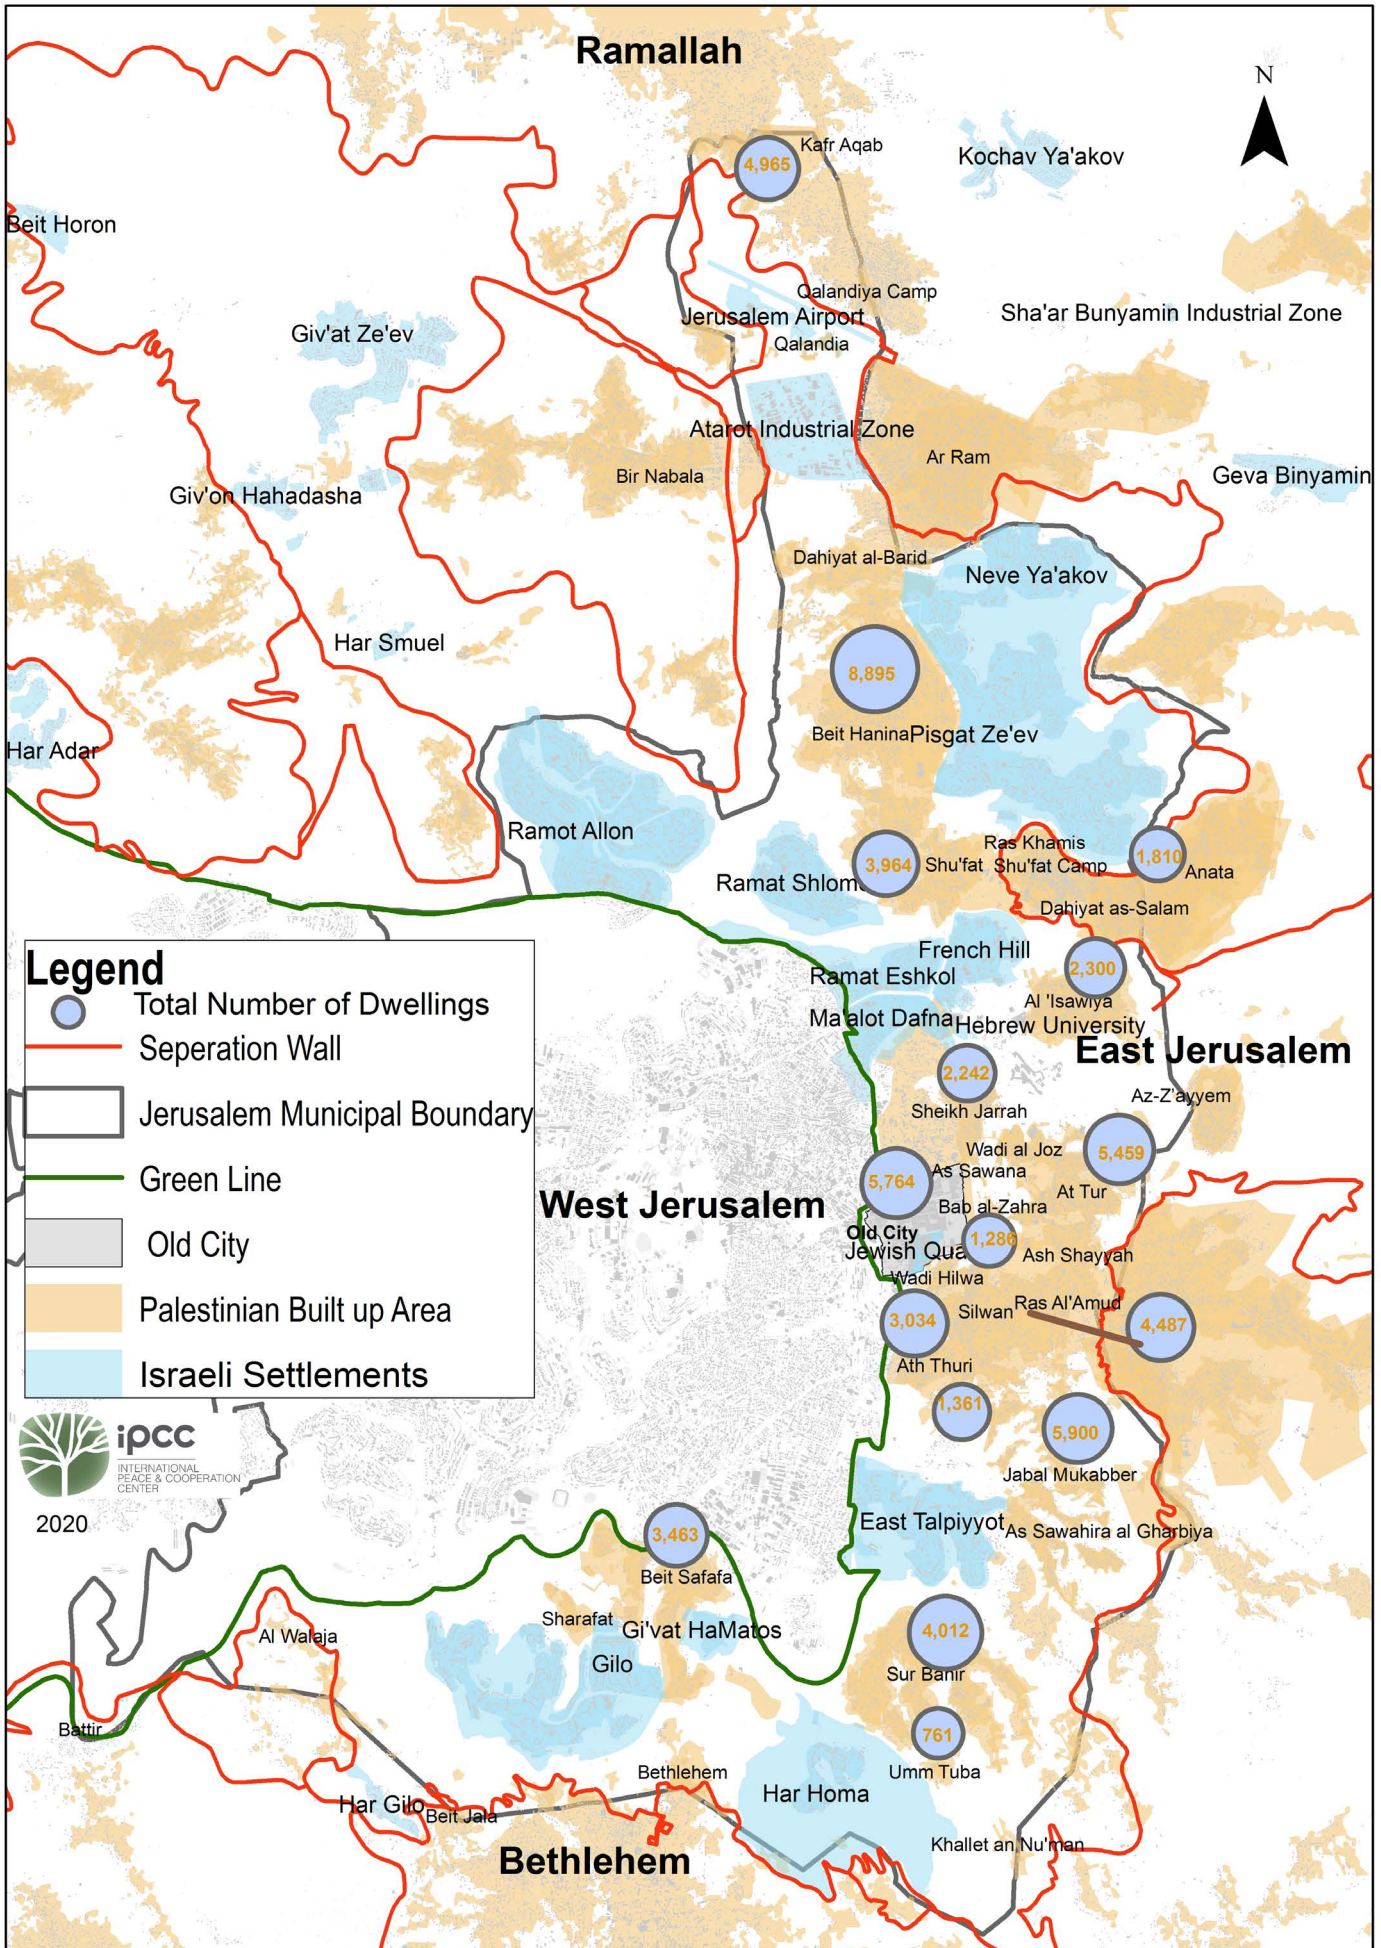 Ramallah
N
Kafr Aqab
4,965
Kochav Ya'akov
Beit Horon
Qalandiya Camp
Sha'ar Bunyamin Industrial Zone
Jerusalem Airport
Giv'at Ze'ev
Qalandia
Atarot Industrial Zone
Ar Ram
Bir Nabala
Geva Binyamin
Giv'on Hahadasha
Dahiyat al-Barid
Neve Ya'akov
Har Smuel
8,895
Beit Hanina
Pisgat Ze'ev
Har Adar
Ramot Allon
Ras Khamis
1,810
3,964
Shu'fat
Shu'fat Camp
Anata
Ramat Shlom
Dahiyat as-Salam
French Hill
2,300
Ramat Eshkol
Al 'Isawiya
Ma'alot Dafna
Hebrew University
East Jerusalem
Legend
Total Number of Dwellings
Seperation Wall
Jerusalem Municipal Boundary
Green Line
Old City
Palestinian Built up Area
Israeli Settlements
2,242
Sheikh Jarrah
Az-Z'ayyem
Wadi al Joz
5,459
As Sawana
5,764
At Tur
West Jerusalem
Bab al-Zahra
Old City
1,286
Jewish Qua
Ash Shayyah
Wadi Hilwa
Silwan
Ras Al'Amud
3,034
4,487
Ath Thuri
1,361
5,900
Jabal Mukabber
ipcc
INTERNATIONAL
PEACE & COOPERATION
CENTER
2020
East Talpiyyot
As Sawahira al Gharbiya
3,463
Beit Safafa
Sharafat
Gi'vat HaMatos
Al Walaja
4,012
Gilo
Sur Bahir
Battir
761
Umm Tuba
Bethlehem
Har Homa
Har Gilo
Beit Jala
Khallet an Nu'man
Bethlehem